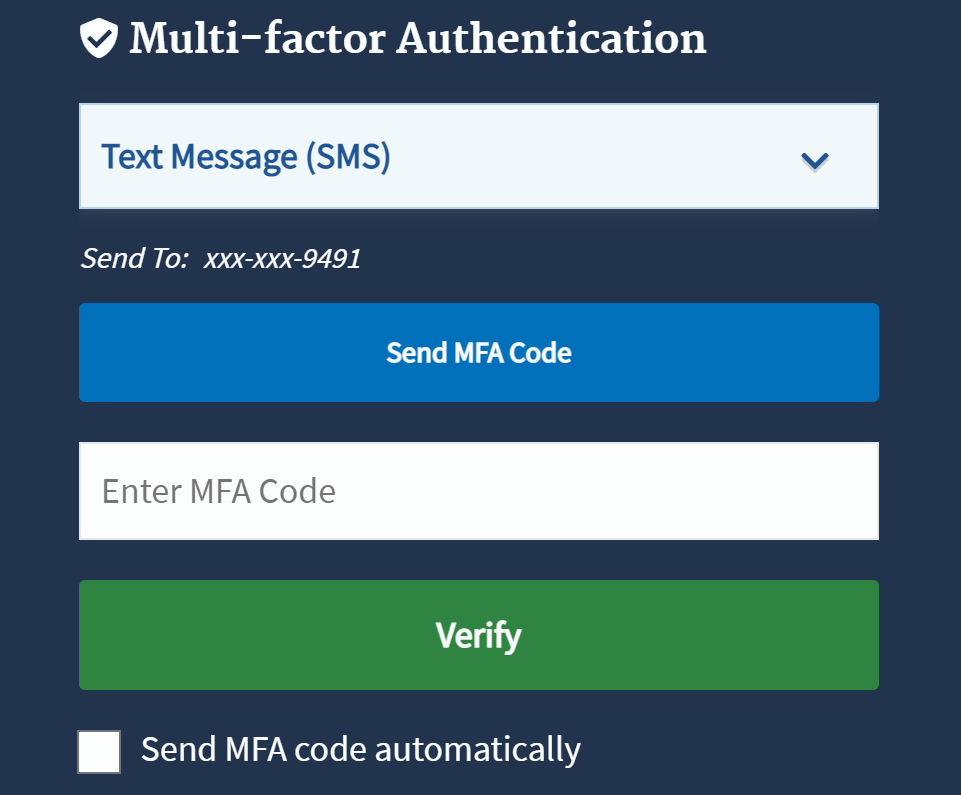 Multi-factor Authentication
Text Message (SMS)
Send To: xxx-xxx-9491
Send MFA Code
Enter MFA Code
Verify
Send MFA code automatically